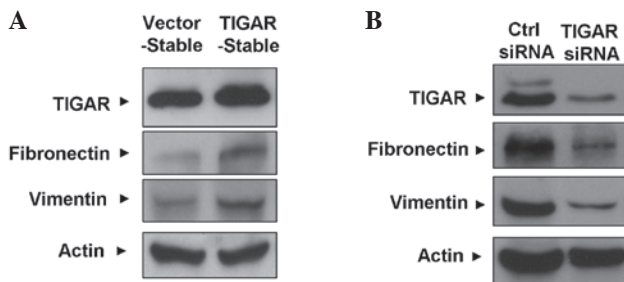 A
Vector
-Stable
TIGAR
-Stable
TIGAR ►
Fibronectin ►
Vimentin ►
Actin ►
B
Ctrl
siRNA
TIGAR
siRNA
TIGAR ►
Fibronectin ►
Vimentin ►
Actin ►